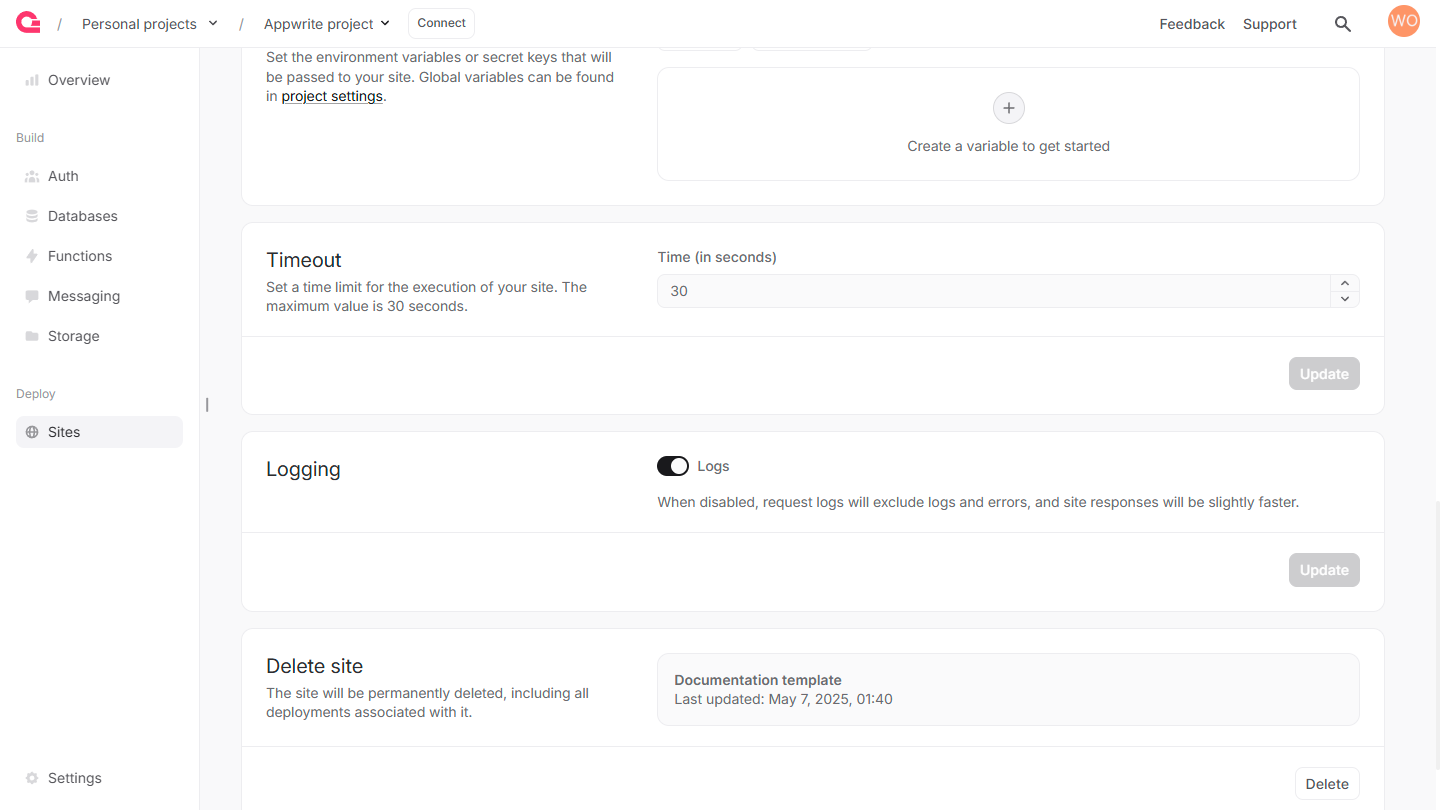 / Personal projects / Appwrite project Connect Feedback Support WO
Overview
Build
Auth
Databases
Functions
Messaging
Storage
Deploy
Sites
Settings
Set the environment variables or secret keys that will
be passed to your site. Global variables can be found
in project settings.
Create a variable to get started
Timeout
Set a time limit for the execution of your site. The
maximum value is 30 seconds.
Time (in seconds)
30
Update
Logging
Logs
When disabled, request logs will exclude logs and errors, and site responses will be slightly faster.
Update
Delete site
The site will be permanently deleted, including all
deployments associated with it.
Documentation template
Last updated: May 7, 2025, 01:40
Delete